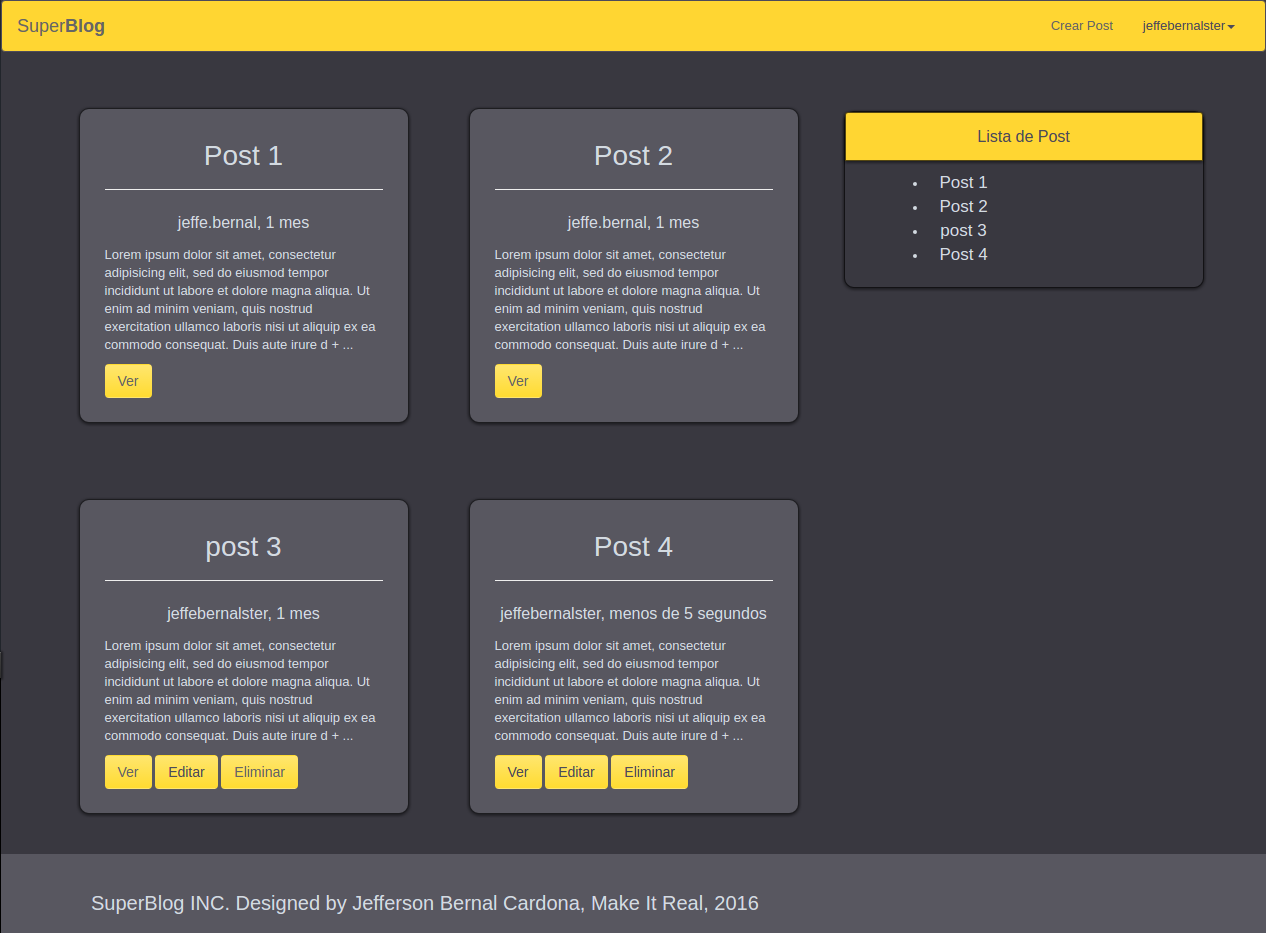 SuperBlog
Crear Post
jeffebernalster
Post 1
jeffe.bernal, 1 mes
Lorem ipsum dolor sit amet, consectetur
adipisicing elit, sed do eiusmod tempor
incididunt ut labore et dolore magna aliqua. Ut
enim ad minim veniam, quis nostrud
exercitation ullamco laboris nisi ut aliquip ex ea
commodo consequat. Duis aute irure d + ...
Ver
Post 2
jeffe.bernal, 1 mes
Lorem ipsum dolor sit amet, consectetur
adipisicing elit, sed do eiusmod tempor
incididunt ut labore et dolore magna aliqua. Ut
enim ad minim veniam, quis nostrud
exercitation ullamco laboris nisi ut aliquip ex ea
commodo consequat. Duis aute irure d + ...
Ver
Lista de Post
• Post 1
• Post 2
• post 3
• Post 4
post 3
jeffebernalster, 1 mes
Lorem ipsum dolor sit amet, consectetur
adipisicing elit, sed do eiusmod tempor
incididunt ut labore et dolore magna aliqua. Ut
enim ad minim veniam, quis nostrud
exercitation ullamco laboris nisi ut aliquip ex ea
commodo consequat. Duis aute irure d + ...
Ver Editar Eliminar
Post 4
jeffebernalster, menos de 5 segundos
Lorem ipsum dolor sit amet, consectetur
adipisicing elit, sed do eiusmod tempor
incididunt ut labore et dolore magna aliqua. Ut
enim ad minim veniam, quis nostrud
exercitation ullamco laboris nisi ut aliquip ex ea
commodo consequat. Duis aute irure d + ...
Ver Editar Eliminar
SuperBlog INC. Designed by Jefferson Bernal Cardona, Make It Real, 2016